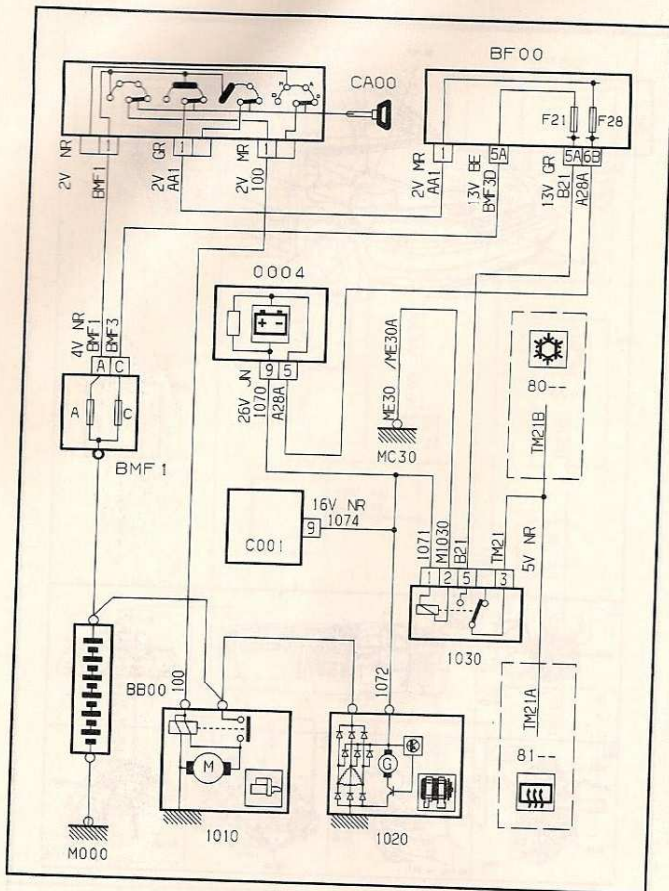 BF00
CA00
F21
F28
H
A
D
2V NR
1
BMF1
2V GR
1
AA1
2V MR
1
100
2V MR
1
AA1
13V BE
5A
BMF3D
13V GR
5A
6B
B21
A28A
0004
+ -
9 5
26V JN
1070
A28A
4V NR
BMF1
BMF3
A C
A
C
BMF1
ME30 /ME30A
MC30
80--
TM21B
C001
9
16V NR
1074
1071
M1030
B21
TM21
1 2 5 3
5V NR
1030
BB00
100
1072
M
G
1010
1020
M000
TM21A
81--